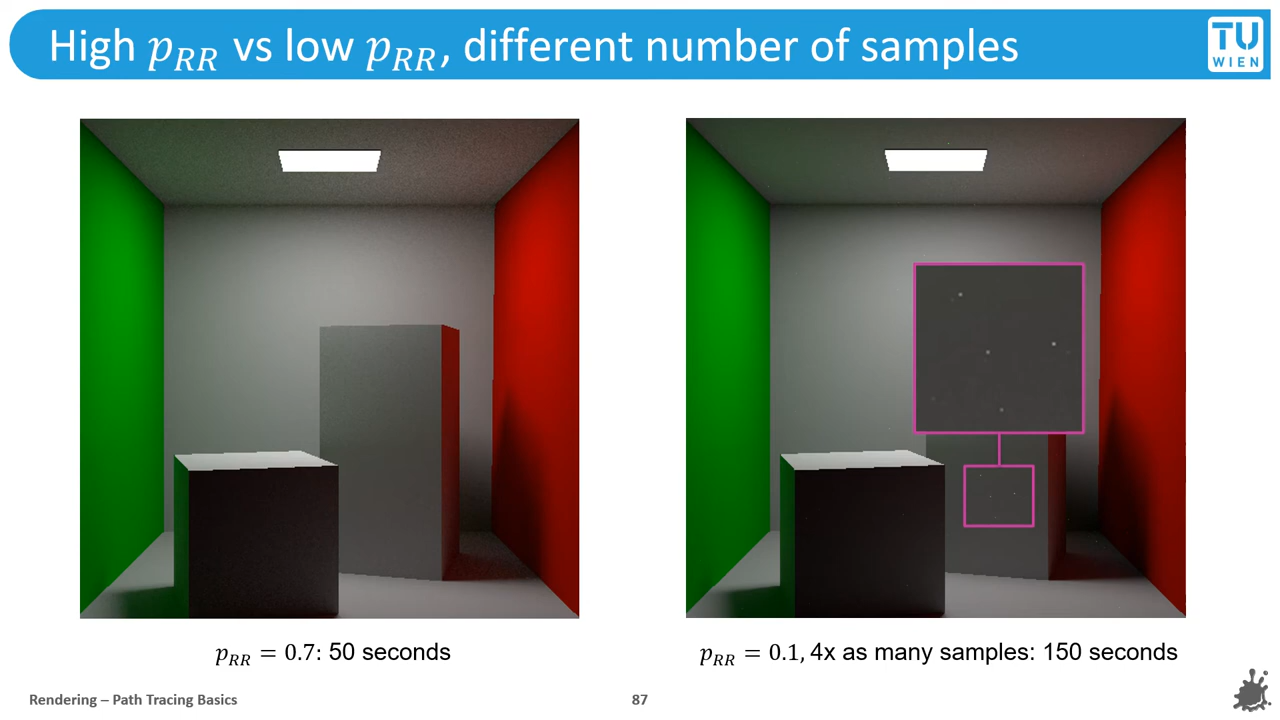 High p_RR vs low p_RR, different number of samples
TU
WIEN
p_RR = 0.7: 50 seconds
p_RR = 0.1, 4x as many samples: 150 seconds
Rendering – Path Tracing Basics
87